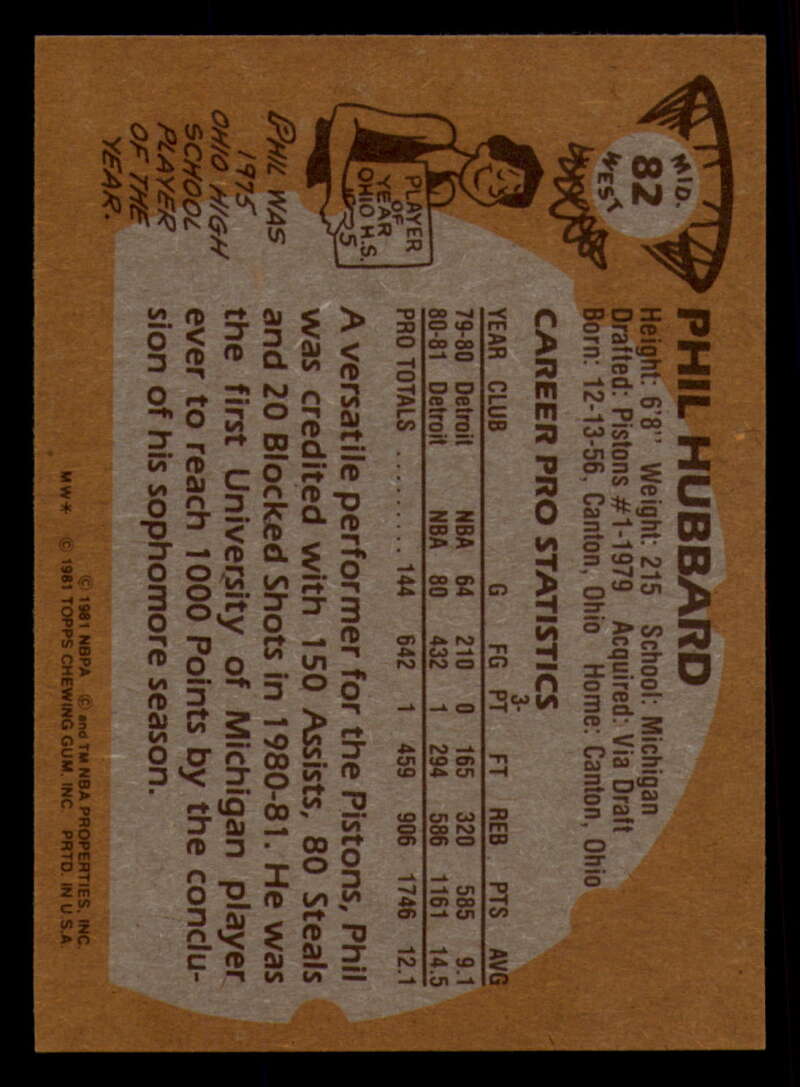 MID.
82
WEST
PHIL HUBBARD
Height: 6'8" Weight: 215 School: Michigan
Drafted: Pistons #1-1979 Acquired: Via Draft
Born: 12-13-56, Canton, Ohio Home: Canton, Ohio
CAREER PRO STATISTICS
YEAR CLUB G FG 3-PT FT REB PTS AVG
79-80 Detroit NBA 64 210 0 165 320 585 9.1
80-81 Detroit NBA 80 432 1 294 586 1161 14.5
PRO TOTALS ......... 144 642 1 459 906 1746 12.1
PLAYER
OF
YEAR
OHIO H.S.
1975
PHIL WAS
1975
OHIO HIGH
SCHOOL
PLAYER
OF THE
YEAR.
A versatile performer for the Pistons, Phil
was credited with 150 Assists, 80 Steals
and 20 Blocked Shots in 1980-81. He was
the first University of Michigan player
ever to reach 1000 Points by the conclu-
sion of his sophomore season.
© 1981 NBPA © and TM NBA PROPERTIES, INC.
MW* © 1981 TOPPS CHEWING GUM, INC. PRTD. IN U.S.A.